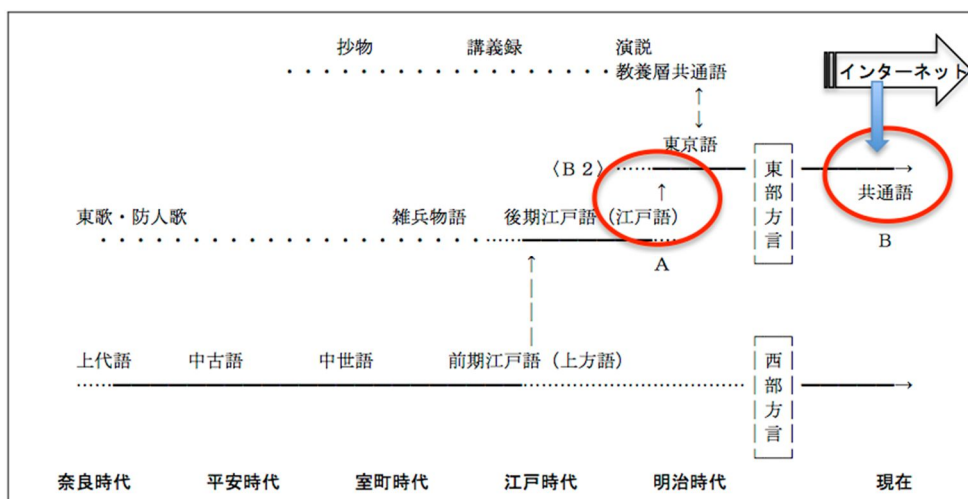 抄物 講義録 演説
教養層共通語
インターネット
東京語
〈B2〉
東部方言
共通語
B
東歌・防人歌 雑兵物語 後期江戸語(江戸語)
A
上代語 中古語 中世語 前期江戸語(上方語)
西部方言
奈良時代 平安時代 室町時代 江戸時代 明治時代 現在